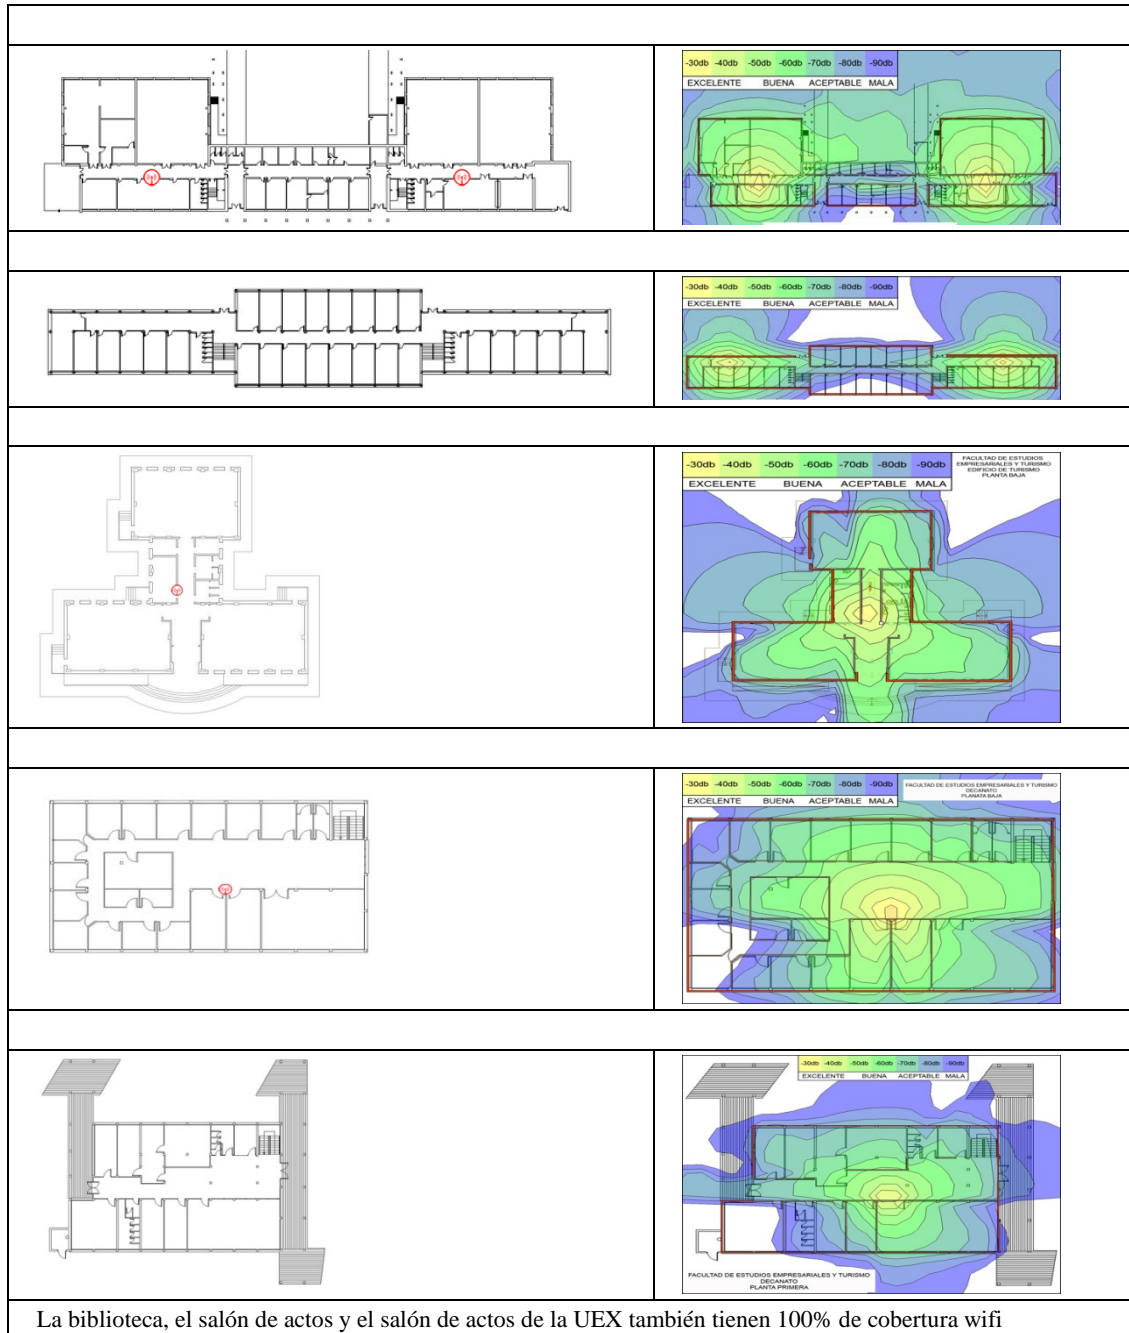 -30db -40db -50db -60db -70db -80db -90db
EXCELENTE BUENA ACEPTABLE MALA
-30db -40db -50db -60db -70db -80db -90db
EXCELENTE BUENA ACEPTABLE MALA
-30db -40db -50db -60db -70db -80db -90db
EXCELENTE BUENA ACEPTABLE MALA
FACULTAD DE ESTUDIOS
EMPRESARIALES Y TURISMO
EDIFICIO DE TURISMO
PLANTA BAJA
-30db -40db -50db -60db -70db -80db -90db
EXCELENTE BUENA ACEPTABLE MALA
FACULTAD DE ESTUDIOS EMPRESARIALES Y TURISMO
DECANATO
PLANATA BAJA
-30db -40db -50db -60db -70db -80db -90db
EXCELENTE BUENA ACEPTABLE MALA
FACULTAD DE ESTUDIOS EMPRESARIALES Y TURISMO
DECANATO
PLANTA PRIMERA
La biblioteca, el salón de actos y el salón de actos de la UEX también tienen 100% de cobertura wifi